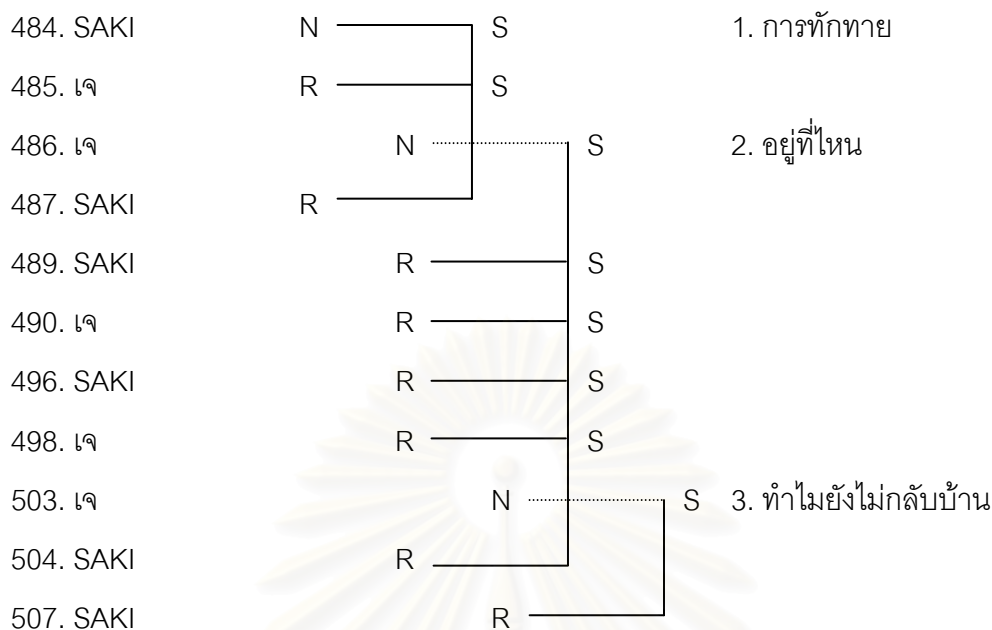 484. SAKI N S 1. การทักทาย
485. เจ R S
486. เจ N S 2. อยู่ที่ไหน
487. SAKI R
489. SAKI R S
490. เจ R S
496. SAKI R S
498. เจ R S
503. เจ N S 3. ทำไมยังไม่กลับบ้าน
504. SAKI R
507. SAKI R